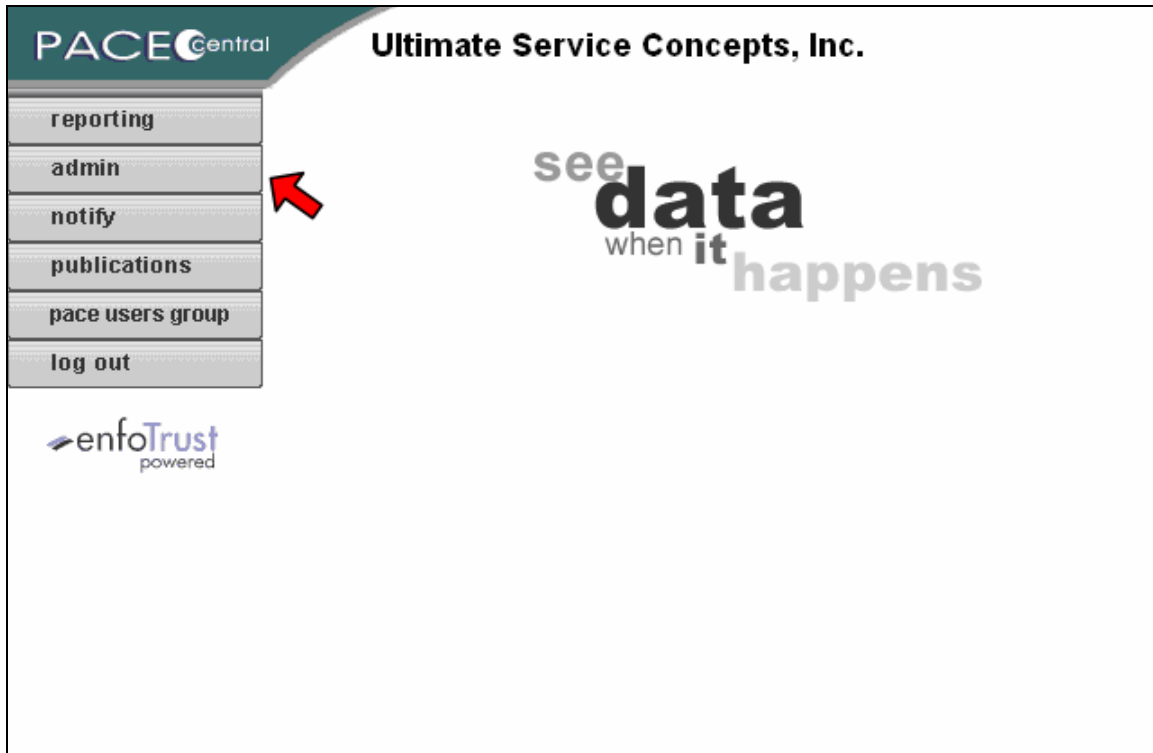 PACE Central
Ultimate Service Concepts, Inc.
reporting
admin
notify
publications
pace users group
log out
see
data
when it
happens
enfoTrust
powered